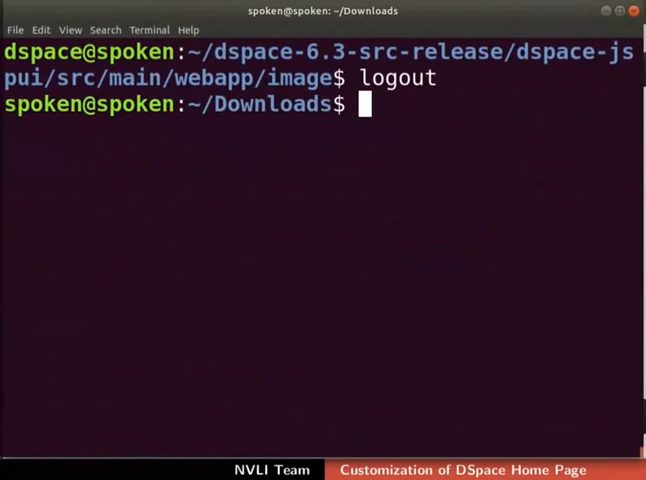 spoken@spoken: ~/Downloads
File Edit View Search Terminal Help
dspace@spoken:~/dspace-6.3-src-release/dspace-js
pui/src/main/webapp/image$ logout
spoken@spoken:~/Downloads$
NVLI Team Customization of DSpace Home Page